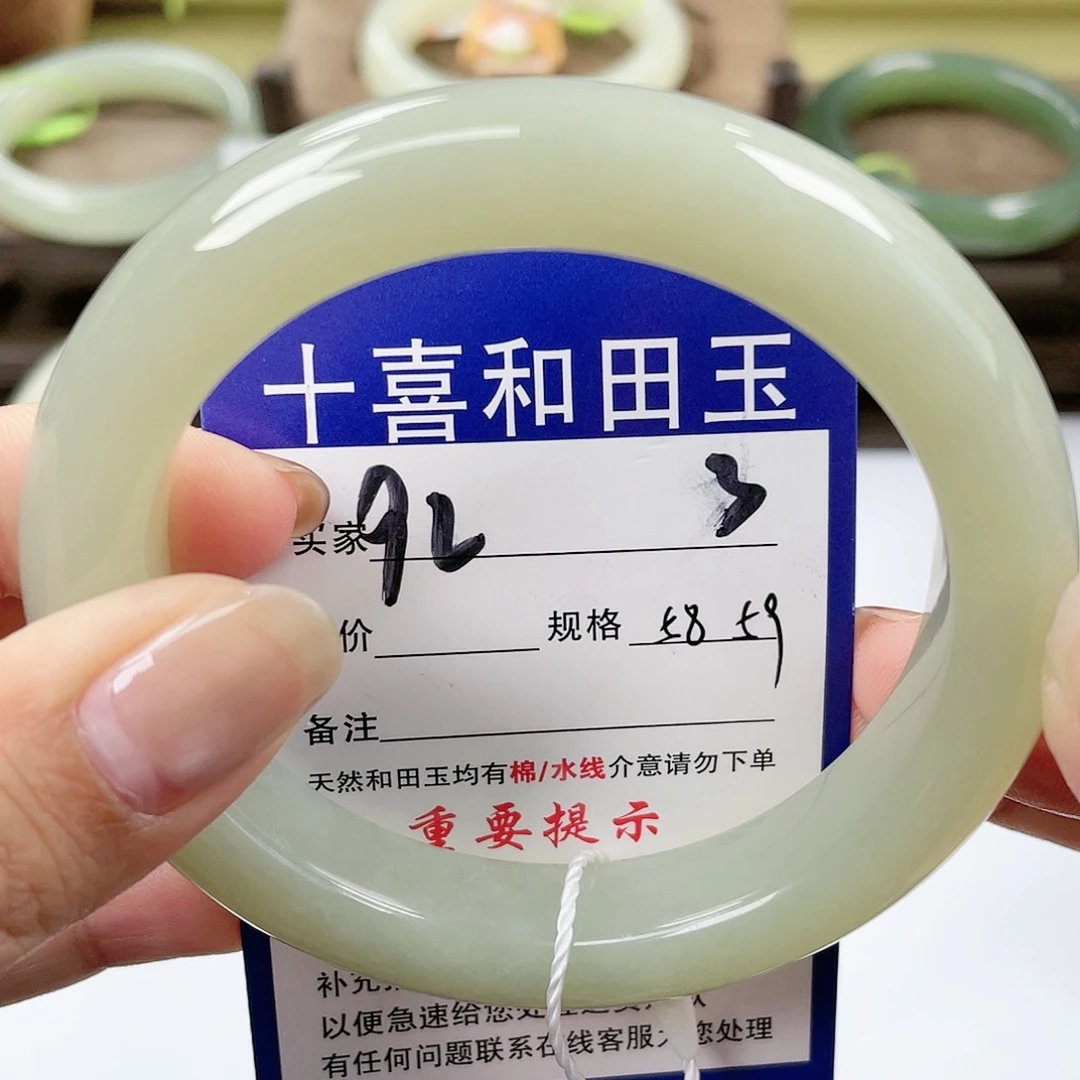 十喜和田玉
买家 92 3
价 规格 58 59
备注
天然和田玉均有棉/水线介意请勿下单
重要提示
补充
以便急速给您处
有任何问题联系在线客服 您处理